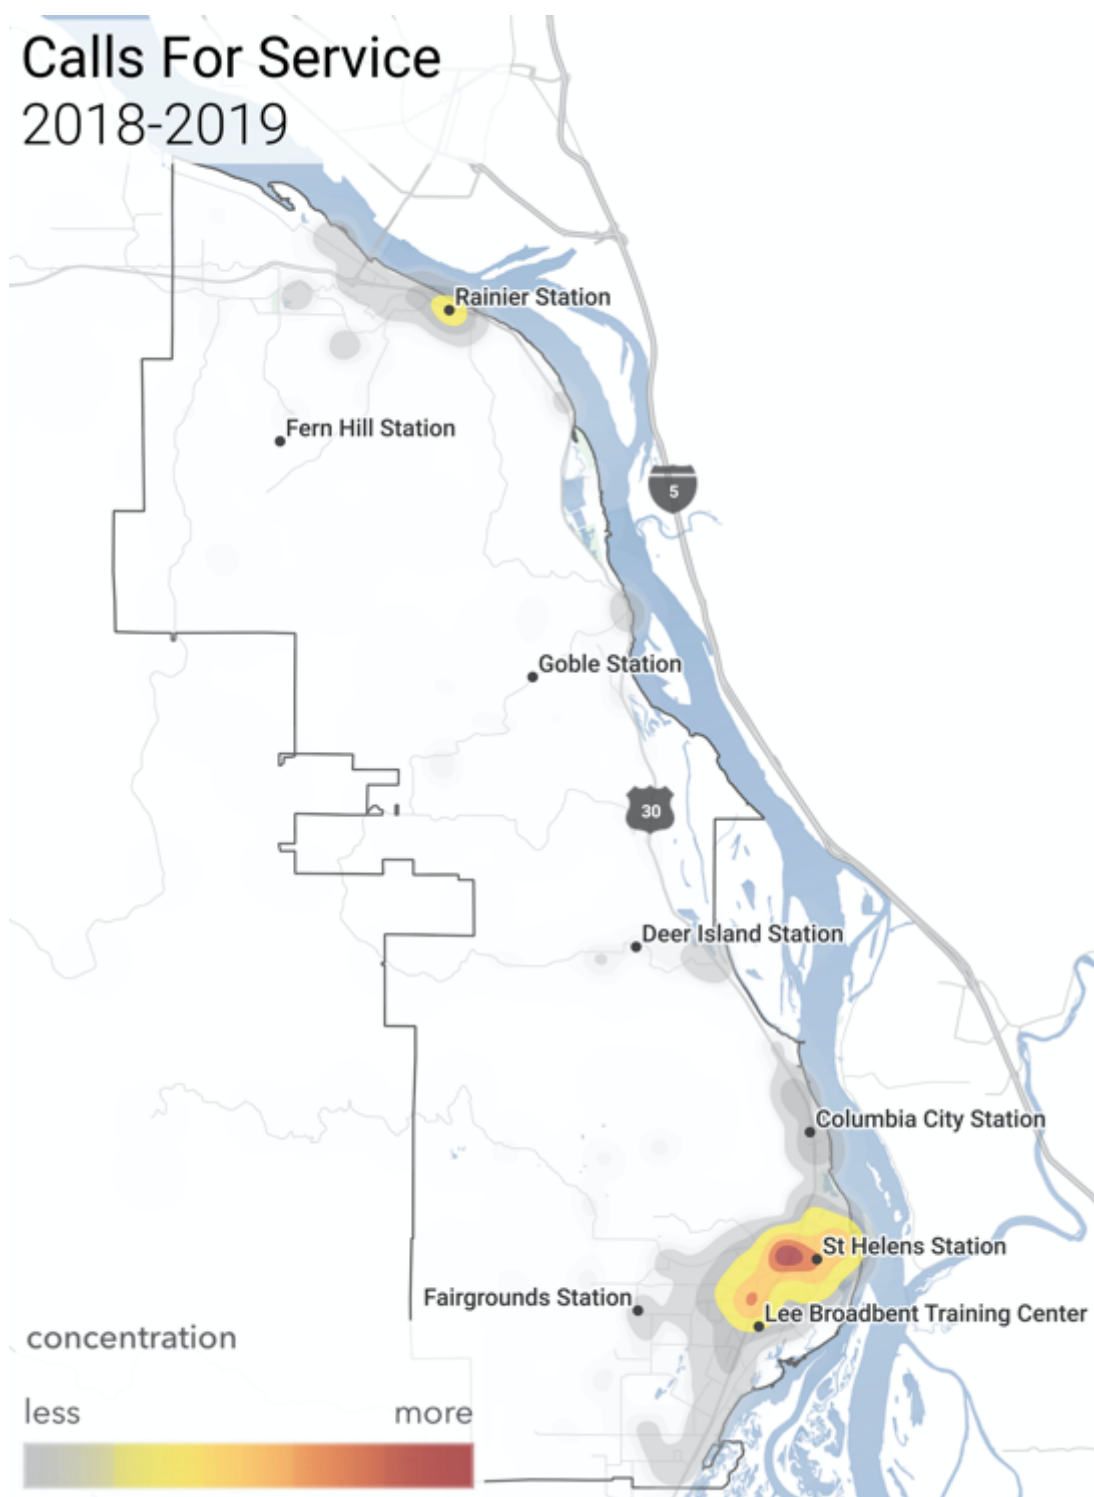 Calls For Service
2018-2019
Rainier Station
Fern Hill Station
5
Goble Station
30
Deer Island Station
Columbia City Station
St Helens Station
Fairgrounds Station
Lee Broadbent Training Center
concentration
less more